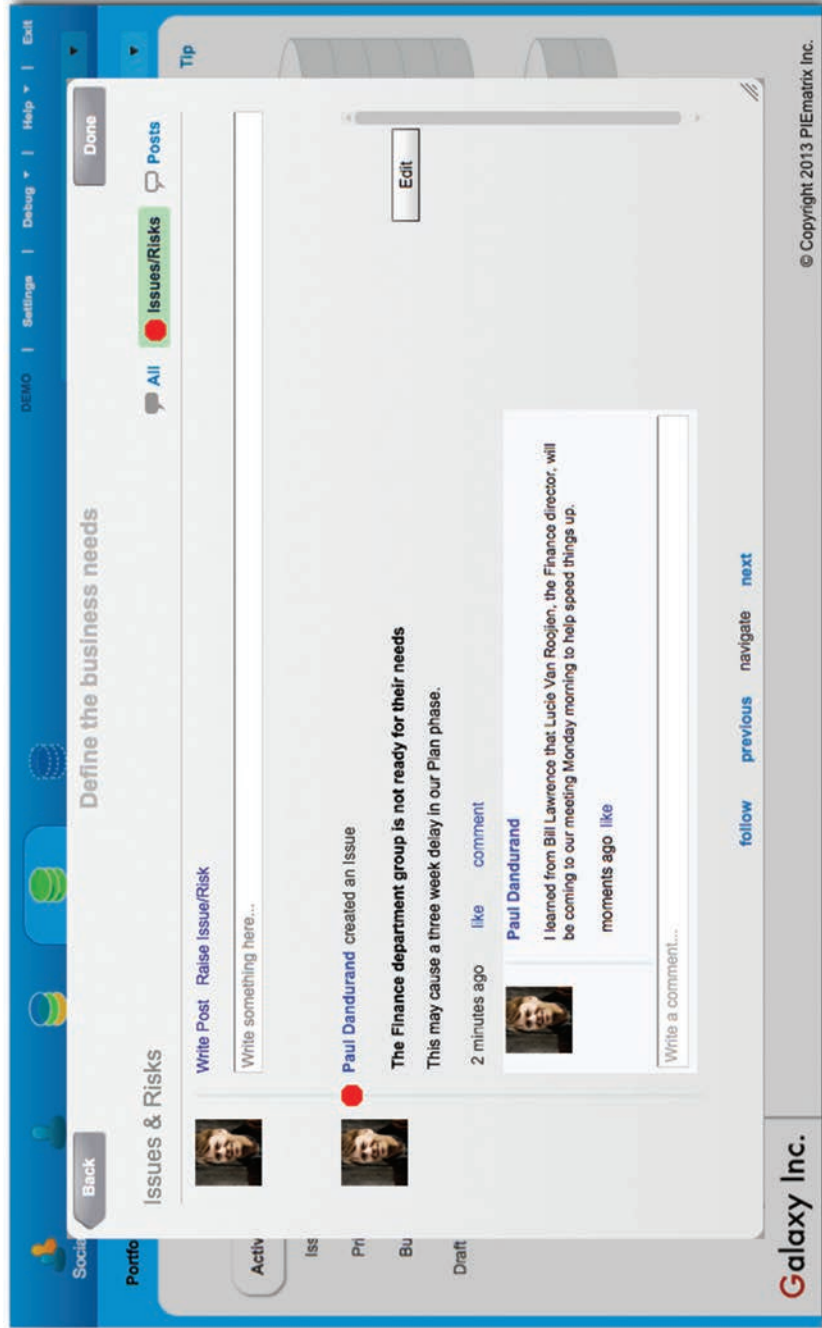 DEMO | Settings | Debug | Help | Exit
Back
Define the business needs
Done
Social
Portfo
Tip
Issues & Risks
All
Issues/Risks
Posts
Write Post Raise Issue/Risk
Write something here...
Activ
Iss
Pri
Bu
Draft
Paul Dandurand created an Issue
The Finance department group is not ready for their needs
Edit
This may cause a three week delay in our Plan phase.
2 minutes ago like comment
Paul Dandurand
I learned from Bill Lawrence that Lucie Van Roojien, the Finance director, will
be coming to our meeting Monday morning to help speed things up.
moments ago like
Write a comment...
follow previous navigate next
Galaxy Inc.
© Copyright 2013 PIEmatrix Inc.